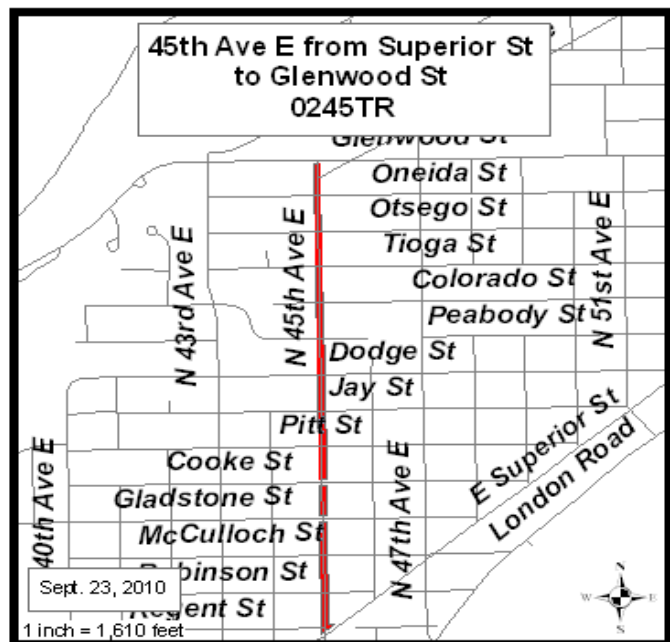 45th Ave E from Superior St
to Glenwood St
0245TR
Glenwood St
Oneida St
Otsego St
Tioga St
Colorado St
Peabody St
N 43rd Ave E
N 45th Ave E
N 51st Ave E
Dodge St
Jay St
Pitt St
E Superior St
London Road
Cooke St
Gladstone St
McCulloch St
40th Ave E
N 47th Ave E
Sept. 23, 2010
1 inch = 1,610 feet
N
W
E
S